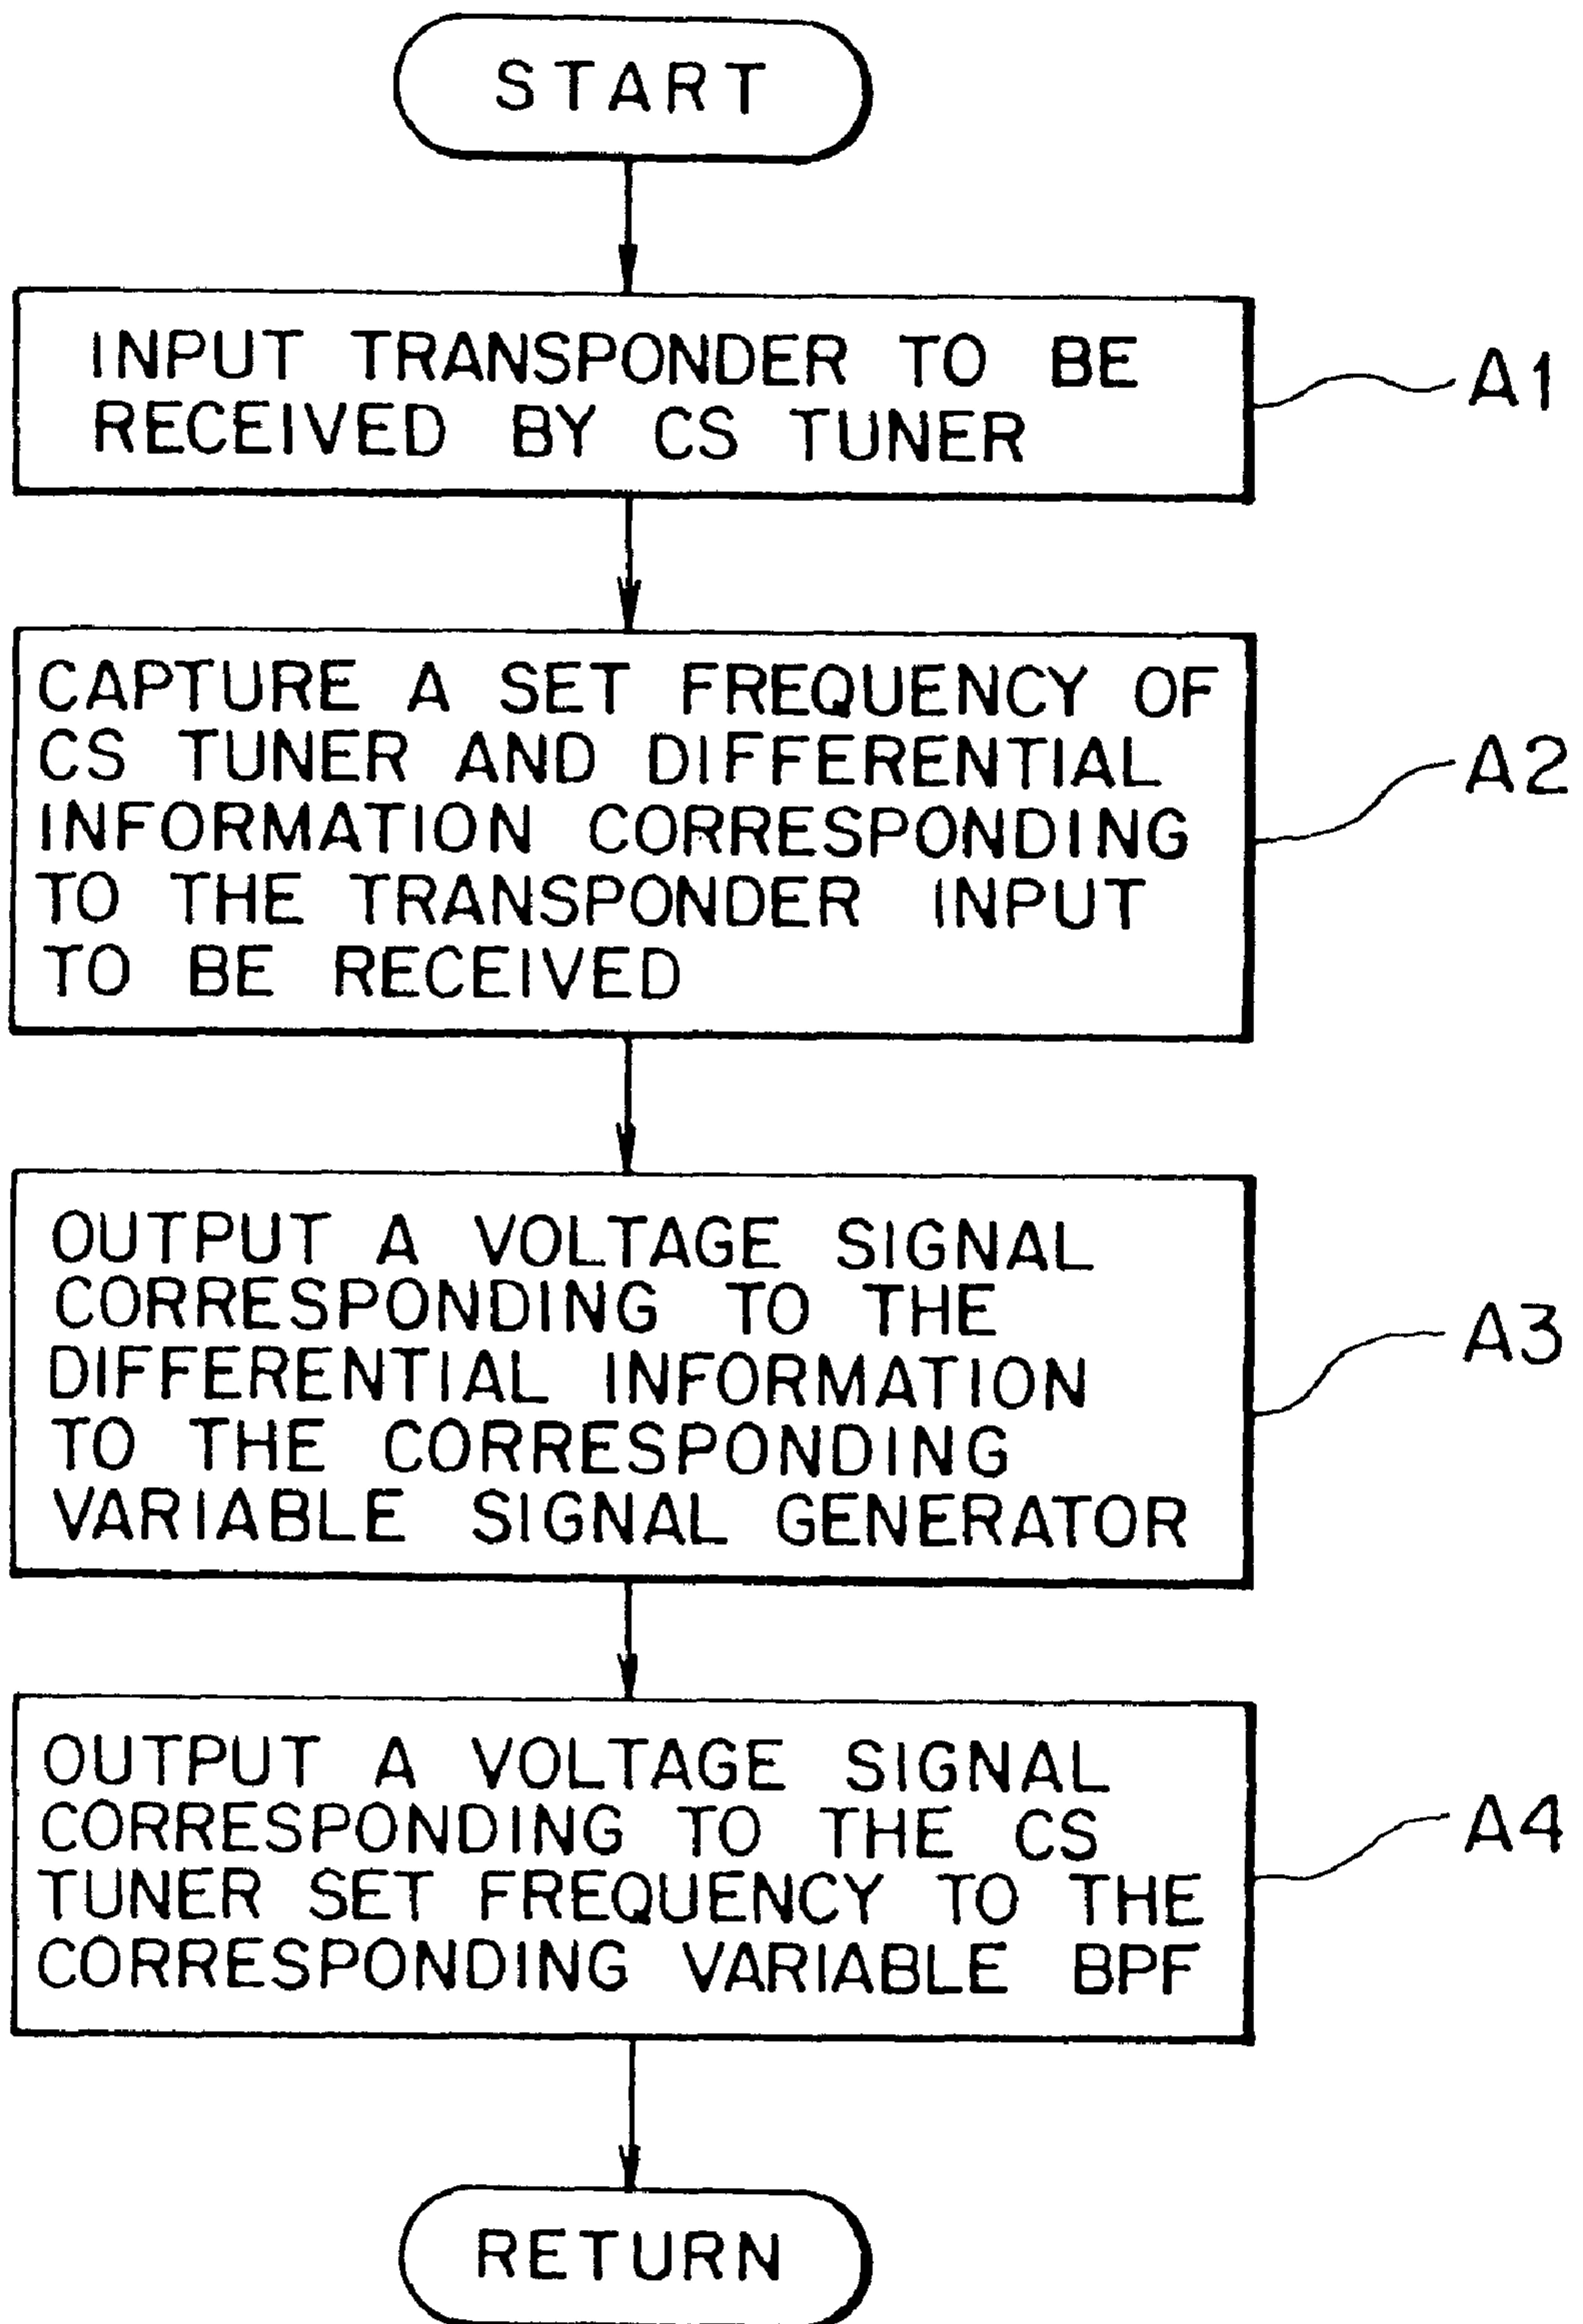 START
INPUT TRANSPONDER TO BE
RECEIVED BY CS TUNER
A1
CAPTURE A SET FREQUENCY OF
CS TUNER AND DIFFERENTIAL
INFORMATION CORRESPONDING
TO THE TRANSPONDER INPUT
TO BE RECEIVED
A2
OUTPUT A VOLTAGE SIGNAL
CORRESPONDING TO THE
DIFFERENTIAL INFORMATION
TO THE CORRESPONDING
VARIABLE SIGNAL GENERATOR
A3
OUTPUT A VOLTAGE SIGNAL
CORRESPONDING TO THE CS
TUNER SET FREQUENCY TO THE
CORRESPONDING VARIABLE BPF
A4
RETURN